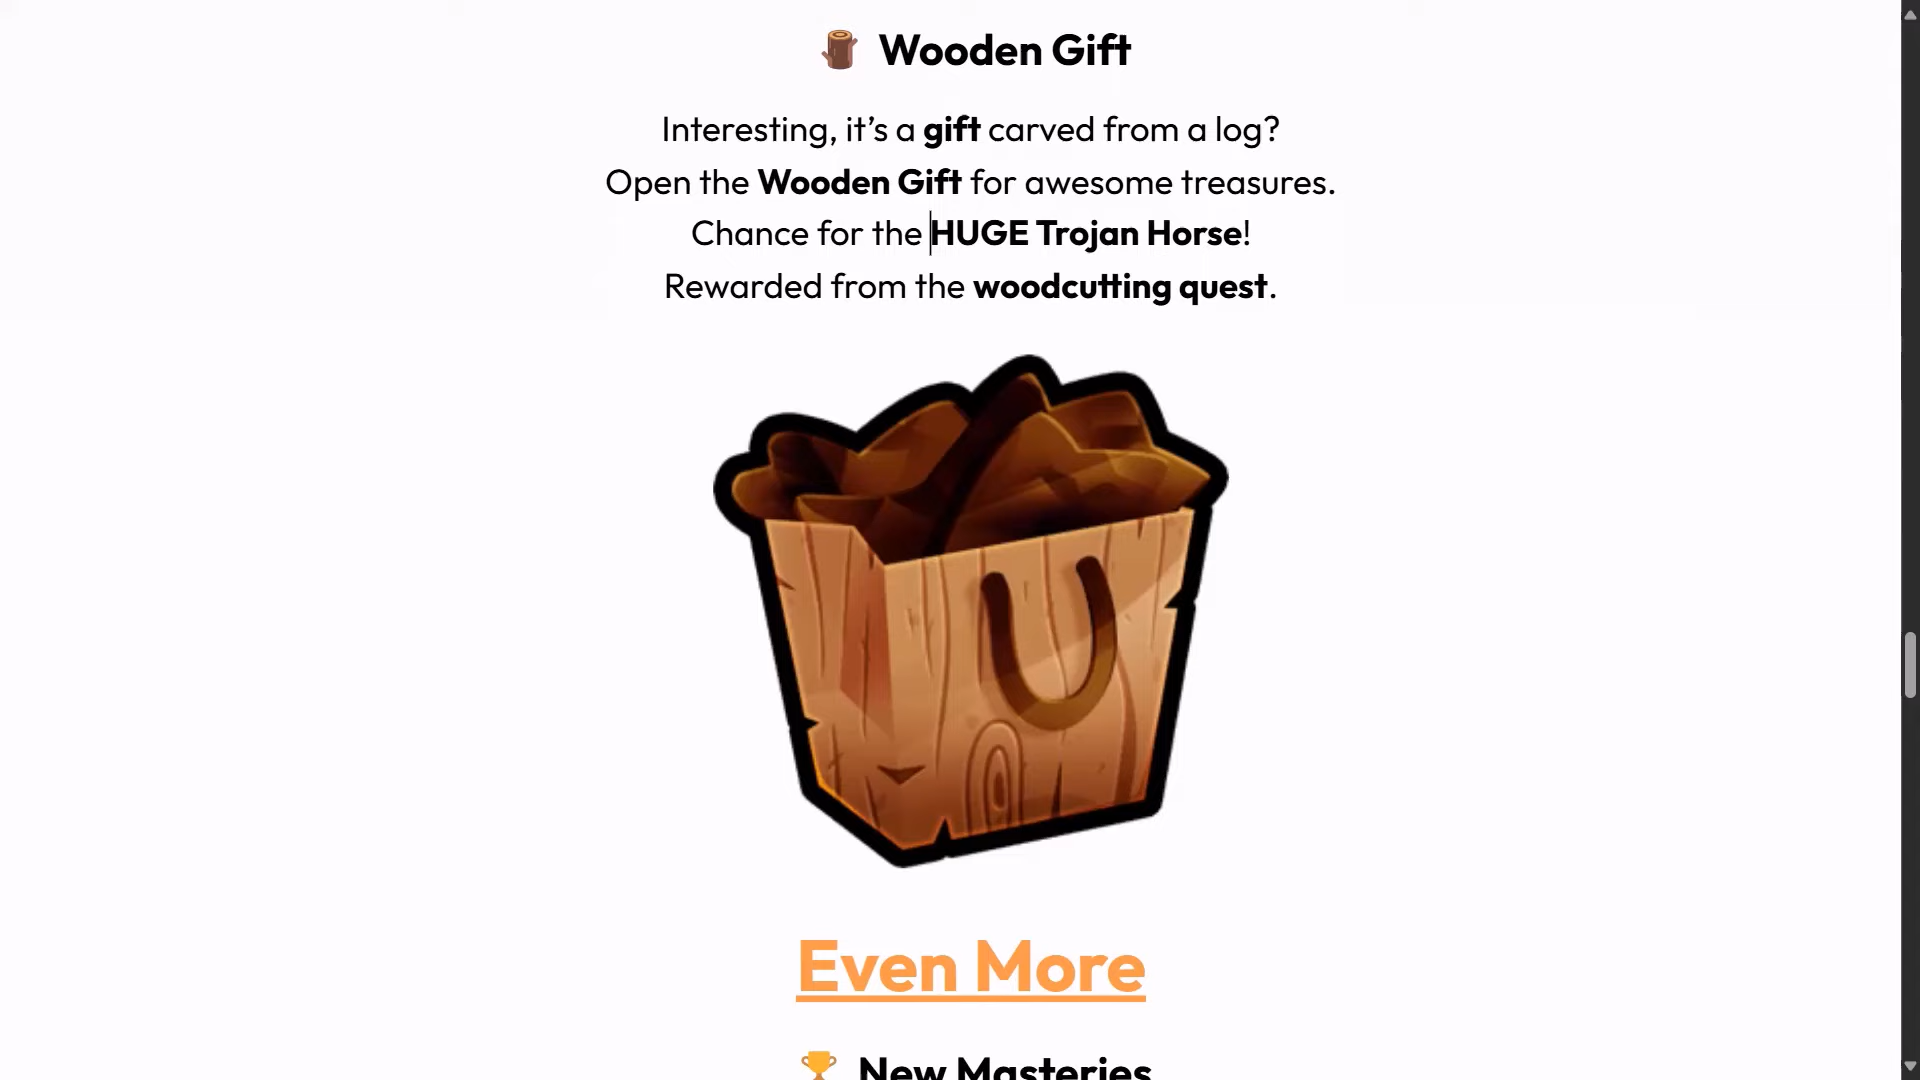 Wooden Gift
Interesting, it’s a gift carved from a log?
Open the Wooden Gift for awesome treasures.
Chance for the HUGE Trojan Horse!
Rewarded from the woodcutting quest.
Even More
New Masteries